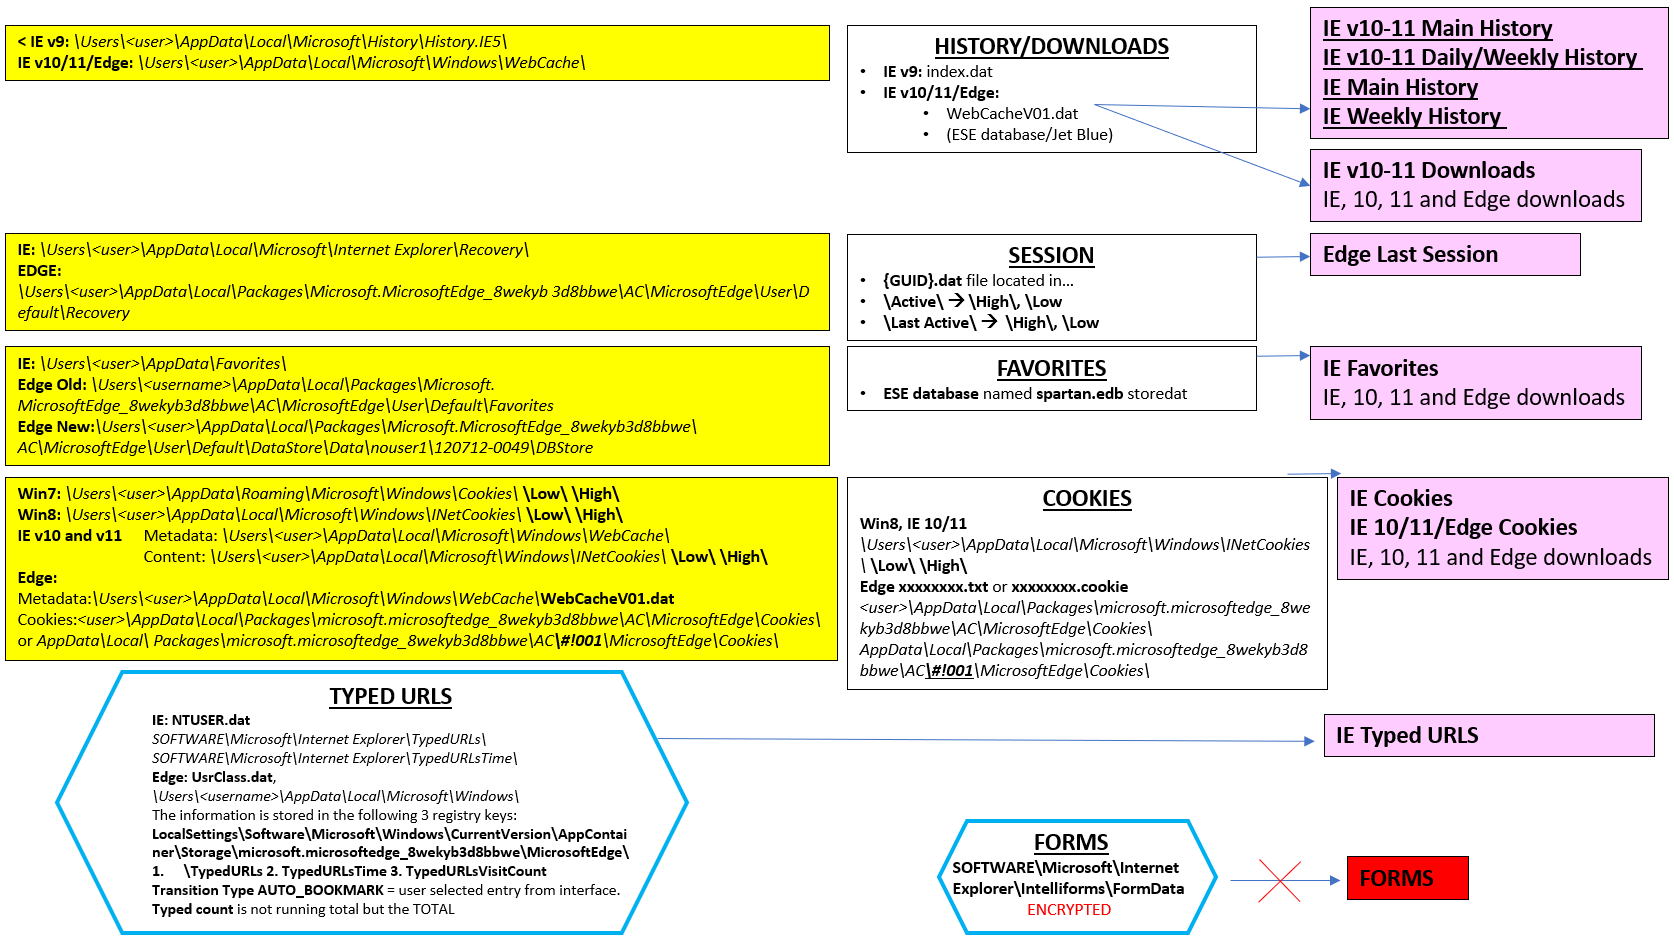 < IE v9: \Users\<user>\AppData\Local\Microsoft\History\History.IE5\
IE v10/11/Edge: \Users\<user>\AppData\Local\Microsoft\Windows\WebCache\
HISTORY/DOWNLOADS
• IE v9: index.dat
• IE v10/11/Edge:
• WebCacheV01.dat
• (ESE database/Jet Blue)
IE v10-11 Main History
IE v10-11 Daily/Weekly History
IE Main History
IE Weekly History
IE v10-11 Downloads
IE, 10, 11 and Edge downloads
IE: \Users\<user>\AppData\Local\Microsoft\Internet Explorer\Recovery\
EDGE:
\Users\<user>\AppData\Local\Packages\Microsoft.MicrosoftEdge_8wekyb 3d8bbwe\AC\MicrosoftEdge\User\D
efault\Recovery
SESSION
• {GUID}.dat file located in...
• \Active\ → \High\, \Low
• \Last Active\ → \High\, \Low
Edge Last Session
IE: \Users\<user>\AppData\Favorites\
Edge Old: \Users\<username>\AppData\Local\Packages\Microsoft.
MicrosoftEdge_8wekyb3d8bbwe\AC\MicrosoftEdge\User\Default\Favorites
Edge New:\Users\<user>\AppData\Local\Packages\Microsoft.MicrosoftEdge_8wekyb3d8bbwe\
AC\MicrosoftEdge\User\Default\DataStore\Data\nouser1\120712-0049\DBStore
FAVORITES
• ESE database named spartan.edb storedat
IE Favorites
IE, 10, 11 and Edge downloads
Win7: \Users\<user>\AppData\Roaming\Microsoft\Windows\Cookies\ \Low\ \High\
Win8: \Users\<user>\AppData\Local\Microsoft\Windows\INetCookies\ \Low\ \High\
IE v10 and v11 Metadata: \Users\<user>\AppData\Local\Microsoft\Windows\WebCache\
Content: \Users\<user>\AppData\Local\Microsoft\Windows\INetCookies\ \Low\ \High\
Edge:
Metadata:\Users\<user>\AppData\Local\Microsoft\Windows\WebCache\WebCacheV01.dat
Cookies:<user>\AppData\Local\Packages\microsoft.microsoftedge_8wekyb3d8bbwe\AC\MicrosoftEdge\Cookies\
or AppData\Local\ Packages\microsoft.microsoftedge_8wekyb3d8bbwe\AC\#!001\MicrosoftEdge\Cookies\
COOKIES
Win8, IE 10/11
\Users\<user>\AppData\Local\Microsoft\Windows\INetCookies
\ \Low\ \High\
Edge xxxxxxxx.txt or xxxxxxxx.cookie
<user>\AppData\Local\Packages\microsoft.microsoftedge_8we
kyb3d8bbwe\AC\MicrosoftEdge\Cookies\
AppData\Local\Packages\microsoft.microsoftedge_8wekyb3d8
bbwe\AC\#!001\MicrosoftEdge\Cookies\
IE Cookies
IE 10/11/Edge Cookies
IE, 10, 11 and Edge downloads
TYPED URLS
IE: NTUSER.dat
SOFTWARE\Microsoft\Internet Explorer\TypedURLs\
SOFTWARE\Microsoft\Internet Explorer\TypedURLsTime\
Edge: UsrClass.dat,
\Users\<username>\AppData\Local\Microsoft\Windows\
The information is stored in the following 3 registry keys:
LocalSettings\Software\Microsoft\Windows\CurrentVersion\AppContai
ner\Storage\microsoft.microsoftedge_8wekyb3d8bbwe\MicrosoftEdge\
1. \TypedURLs 2. TypedURLsTime 3. TypedURLsVisitCount
Transition Type AUTO_BOOKMARK = user selected entry from interface.
Typed count is not running total but the TOTAL
IE Typed URLS
FORMS
SOFTWARE\Microsoft\Internet
Explorer\Intelliforms\FormData
ENCRYPTED
FORMS